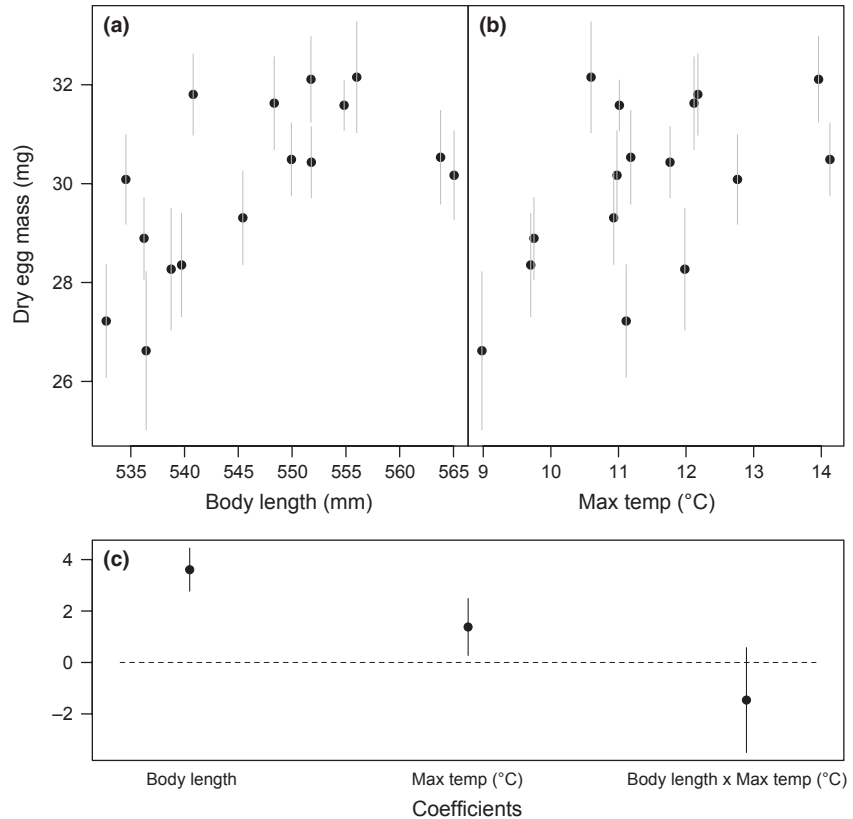 (a)
(b)
Dry egg mass (mg)
32
30
28
26
535 540 545 550 555 560 565
9 10 11 12 13 14
Body length (mm)
Max temp (°C)
(c)
4
2
0
–2
Body length
Max temp (°C)
Body length x Max temp (°C)
Coefficients